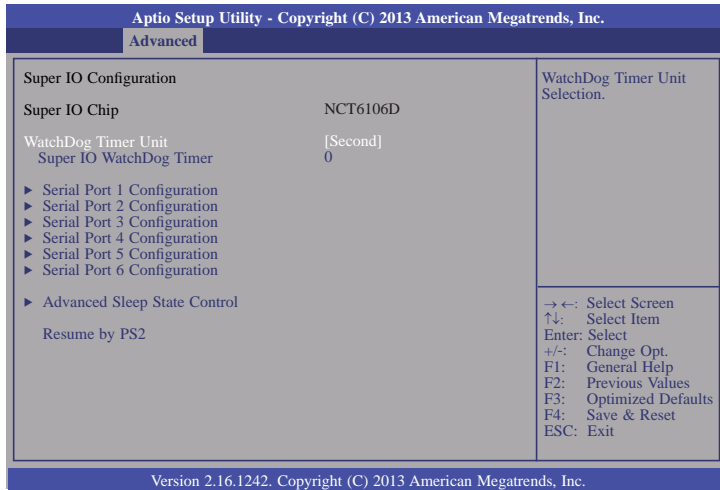 Aptio Setup Utility - Copyright (C) 2013 American Megatrends, Inc.
Advanced
Super IO Configuration
Super IO Chip NCT6106D
WatchDog Timer Unit [Second]
Super IO WatchDog Timer 0
▶ Serial Port 1 Configuration
▶ Serial Port 2 Configuration
▶ Serial Port 3 Configuration
▶ Serial Port 4 Configuration
▶ Serial Port 5 Configuration
▶ Serial Port 6 Configuration
▶ Advanced Sleep State Control
Resume by PS2
WatchDog Timer Unit
Selection.
→←: Select Screen
↑↓: Select Item
Enter: Select
+/-: Change Opt.
F1: General Help
F2: Previous Values
F3: Optimized Defaults
F4: Save & Reset
ESC: Exit
Version 2.16.1242. Copyright (C) 2013 American Megatrends, Inc.